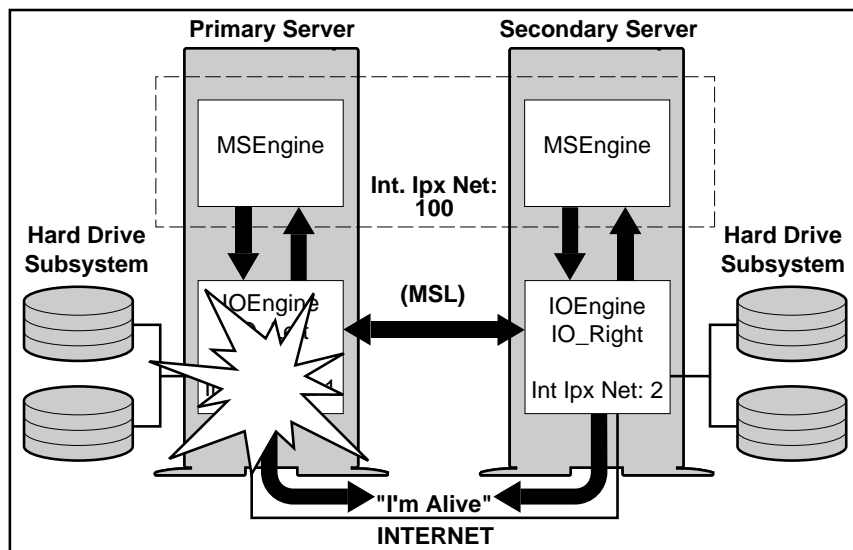 Primary Server
Secondary Server
MSEngine
MSEngine
Int. Ipx Net:
100
Hard Drive
Subsystem
Hard Drive
Subsystem
(MSL)
IOEngine
IOEngine
IO_Right
Int Ipx Net: 2
"I'm Alive"
INTERNET